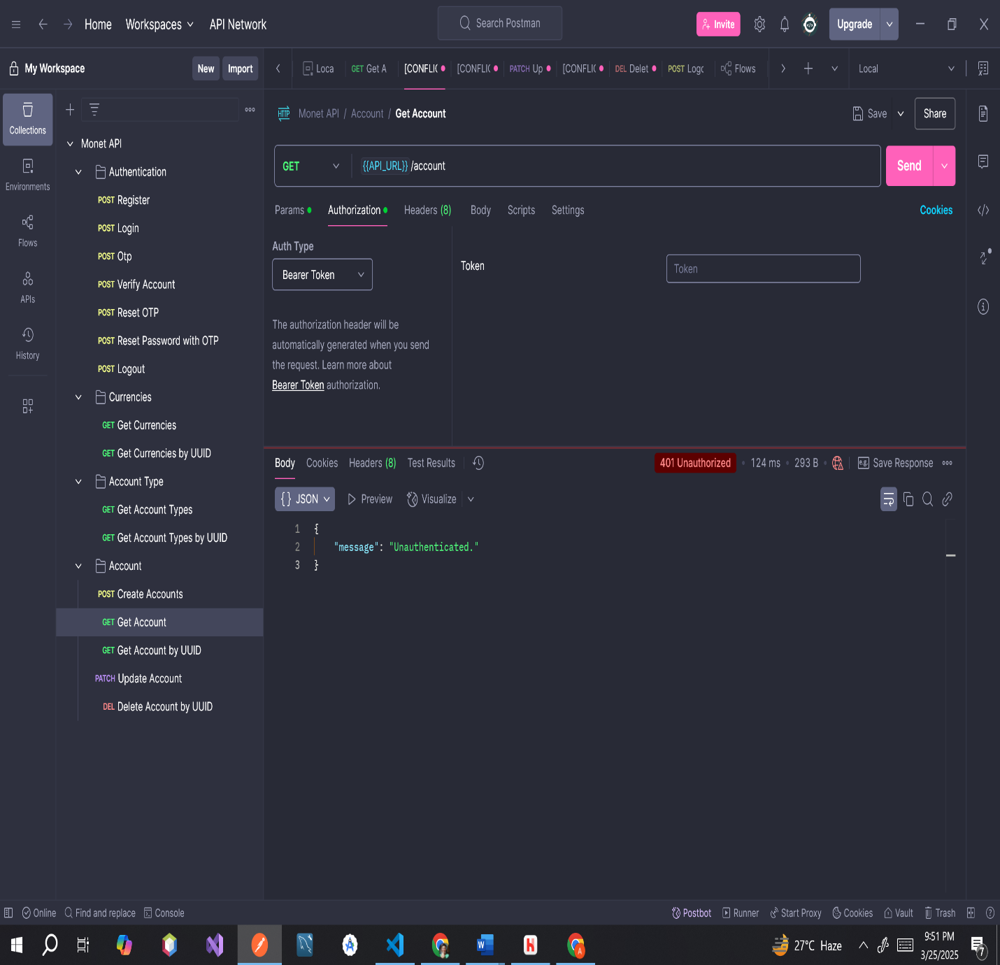 Home Workspaces API Network Search Postman Invite Upgrade
My Workspace New Import Loca GET Get A [CONFLIC [CONFLIC PATCH Up [CONFLIC DEL Delet POST Logo Flows Local
Collections
Environments
Flows
APIs
History
Monet API
Authentication
POST Register
POST Login
POST Otp
POST Verify Account
POST Reset OTP
POST Reset Password with OTP
POST Logout
Currencies
GET Get Currencies
GET Get Currencies by UUID
Account Type
GET Get Account Types
GET Get Account Types by UUID
Account
POST Create Accounts
GET Get Account
GET Get Account by UUID
PATCH Update Account
DEL Delete Account by UUID
HTTP Monet API / Account / Get Account Save Share
GET {{API_URL}} /account Send
Params Authorization Headers (8) Body Scripts Settings Cookies
Auth Type
Bearer Token
Token Token
The authorization header will be
automatically generated when you send
the request. Learn more about
Bearer Token authorization.
Body Cookies Headers (8) Test Results 401 Unauthorized • 124 ms • 293 B • e.g. Save Response
{} JSON Preview Visualize
1 {
2 "message": "Unauthenticated."
3 }
Online Find and replace Console Postbot Runner Start Proxy Cookies Vault Trash
27°C Haze 9:51 PM
3/25/2025 7